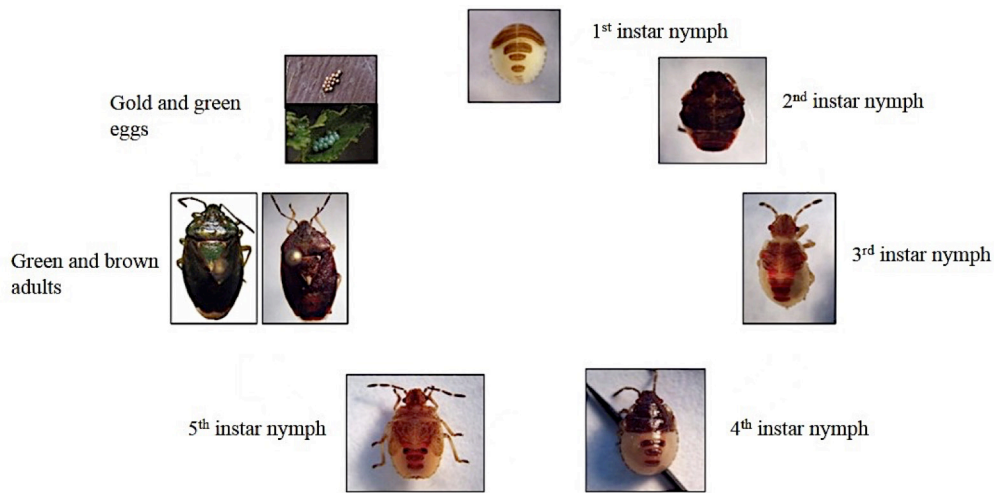 1st instar nymph
Gold and green
eggs
2nd instar nymph
Green and brown
adults
3rd instar nymph
5th instar nymph
4th instar nymph